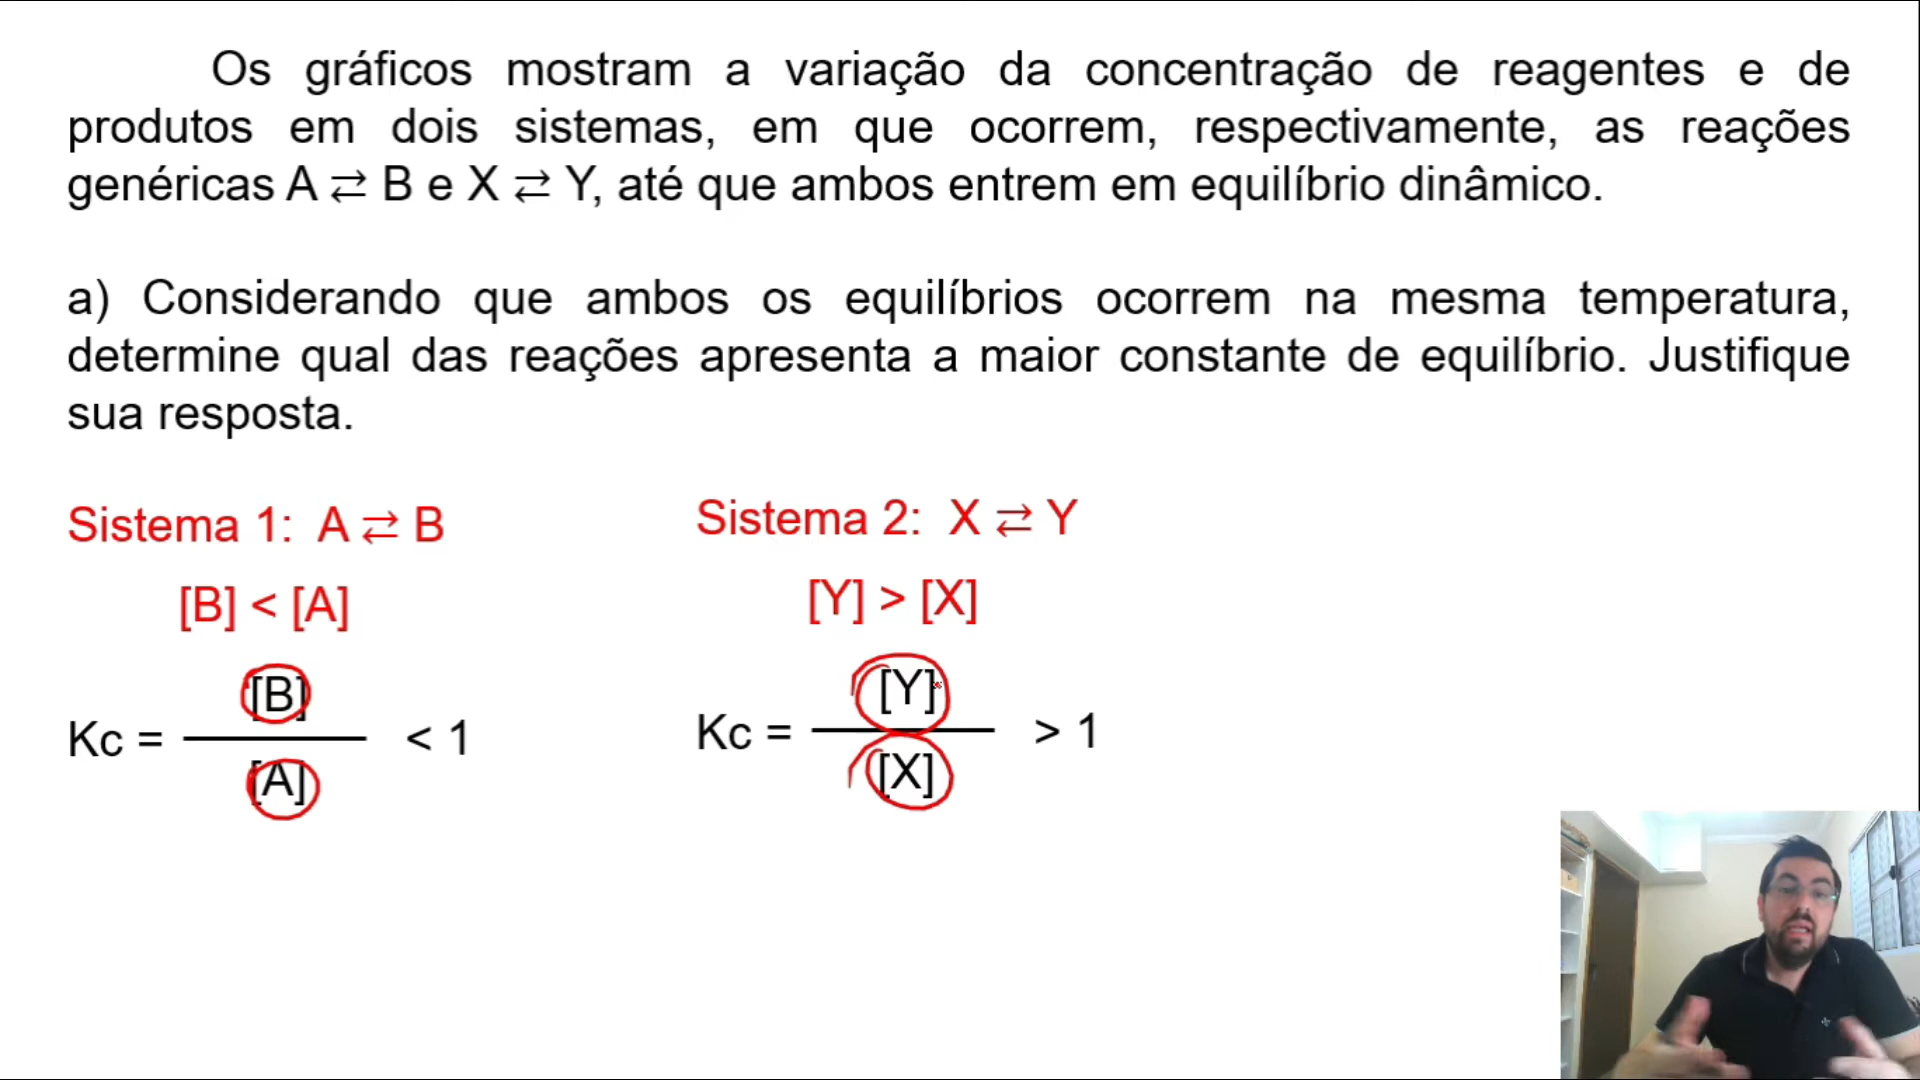 Os gráficos mostram a variação da concentração de reagentes e de
produtos em dois sistemas, em que ocorrem, respectivamente, as reações
genéricas A ⇄ B e X ⇄ Y, até que ambos entrem em equilíbrio dinâmico.
a) Considerando que ambos os equilíbrios ocorrem na mesma temperatura,
determine qual das reações apresenta a maior constante de equilíbrio. Justifique
sua resposta.
Sistema 1: A ⇄ B
[B] < [A]
[B]
Kc = < 1
[A]
Sistema 2: X ⇄ Y
[Y] > [X]
[Y]
Kc = > 1
[X]